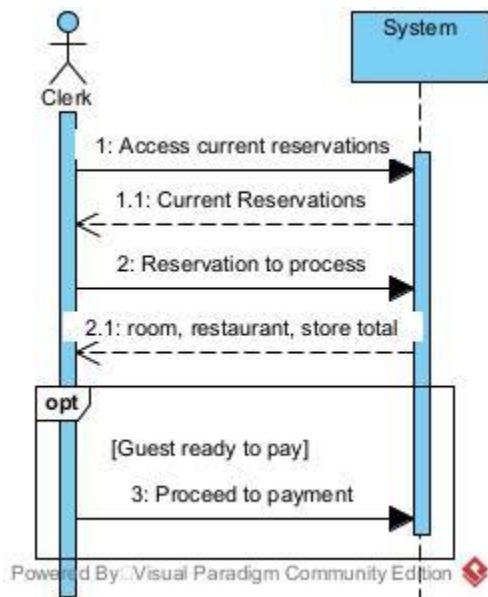 System
Clerk
1: Access current reservations
1.1: Current Reservations
2: Reservation to process
2.1: room, restaurant, store total
opt
[Guest ready to pay]
3: Proceed to payment
Powered By Visual Paradigm Community Edition